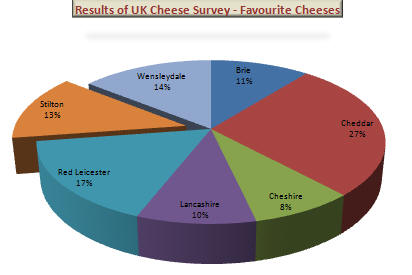 Results of UK Cheese Survey - Favourite Cheeses
Brie
11%
Cheddar
27%
Cheshire
8%
Lancashire
10%
Red Leicester
17%
Stilton
13%
Wensleydale
14%